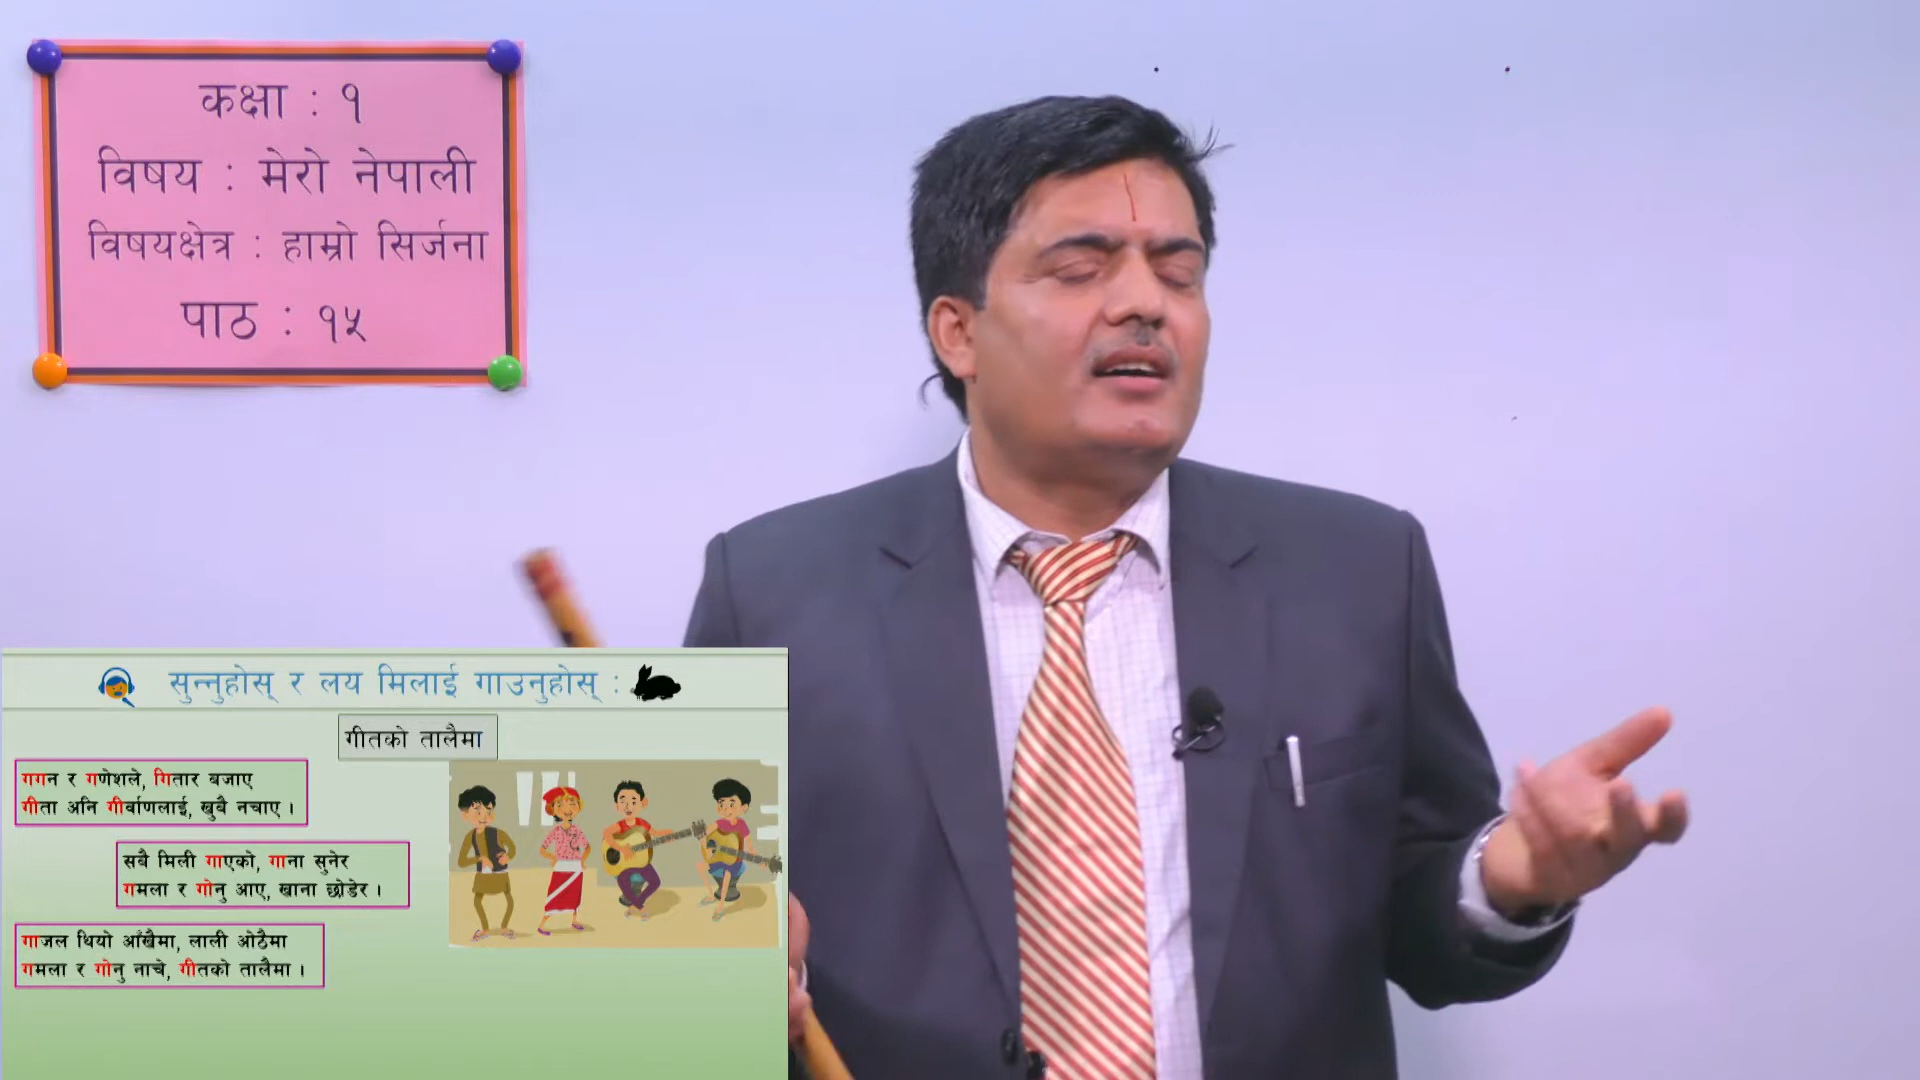 कक्षा : १
विषय : मेरो नेपाली
विषयक्षेत्र : हाम्रो सिर्जना
पाठ : १५
सुन्नुहोस् र लय मिलाई गाउनुहोस् :
गीतको तालैमा
गगन र गणेशले, गितार बजाए
गीता अनि गीर्वाणलाई, खुबै नचाए ।
सबै मिली गाएको, गाना सुनेर
गमला र गोनु आए, खाना छोडेर ।
गाजल थियो आँखैमा, लाली ओठैमा
गमला र गोनु नाचे, गीतको तालैमा ।